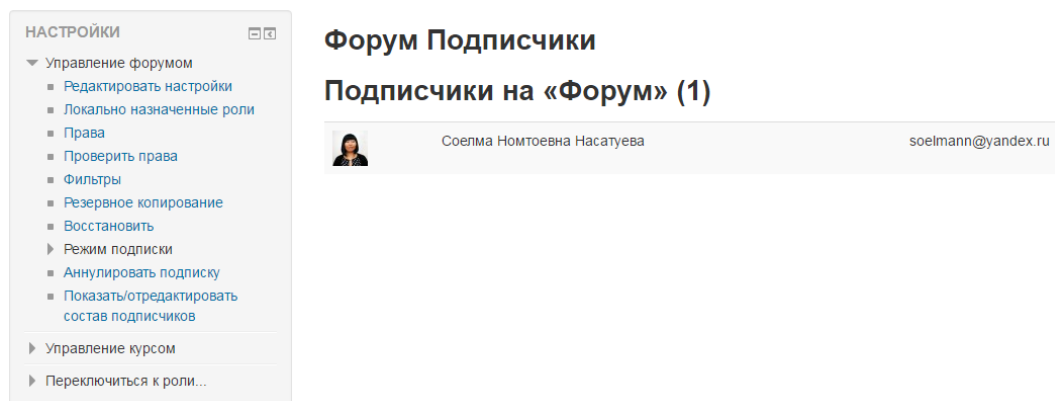 НАСТРОЙКИ
Управление форумом
Редактировать настройки
Локально назначенные роли
Права
Проверить права
Фильтры
Резервное копирование
Восстановить
Режим подписки
Аннулировать подписку
Показать/отредактировать
состав подписчиков
Управление курсом
Переключиться к роли...
Форум Подписчики
Подписчики на «Форум» (1)
Соелма Номтоевна Насатуева soelmann@yandex.ru